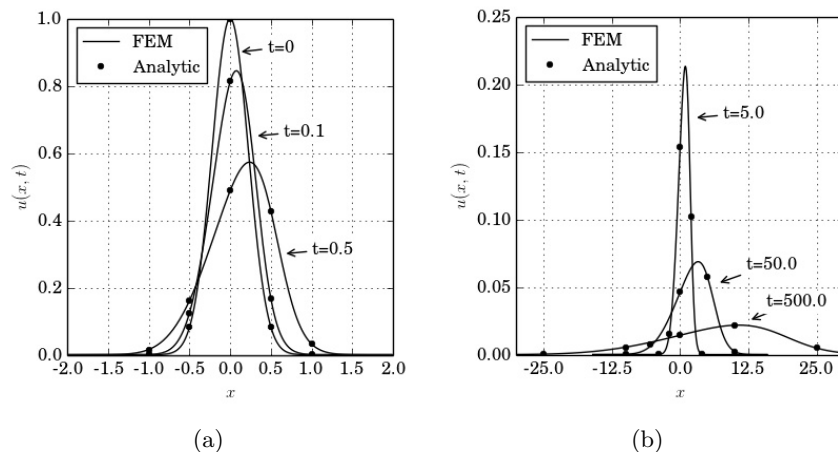 FEM
Analytic
t=0
t=0.1
t=0.5
1.0
0.8
0.6
0.4
0.2
0.0
-2.0 -1.5 -1.0 -0.5 0.0 0.5 1.0 1.5 2.0
u(x, t)
x
(a)
FEM
Analytic
t=5.0
t=50.0
t=500.0
0.25
0.20
0.15
0.10
0.05
0.00
-25.0 -12.5 0.0 12.5 25.0
u(x, t)
x
(b)